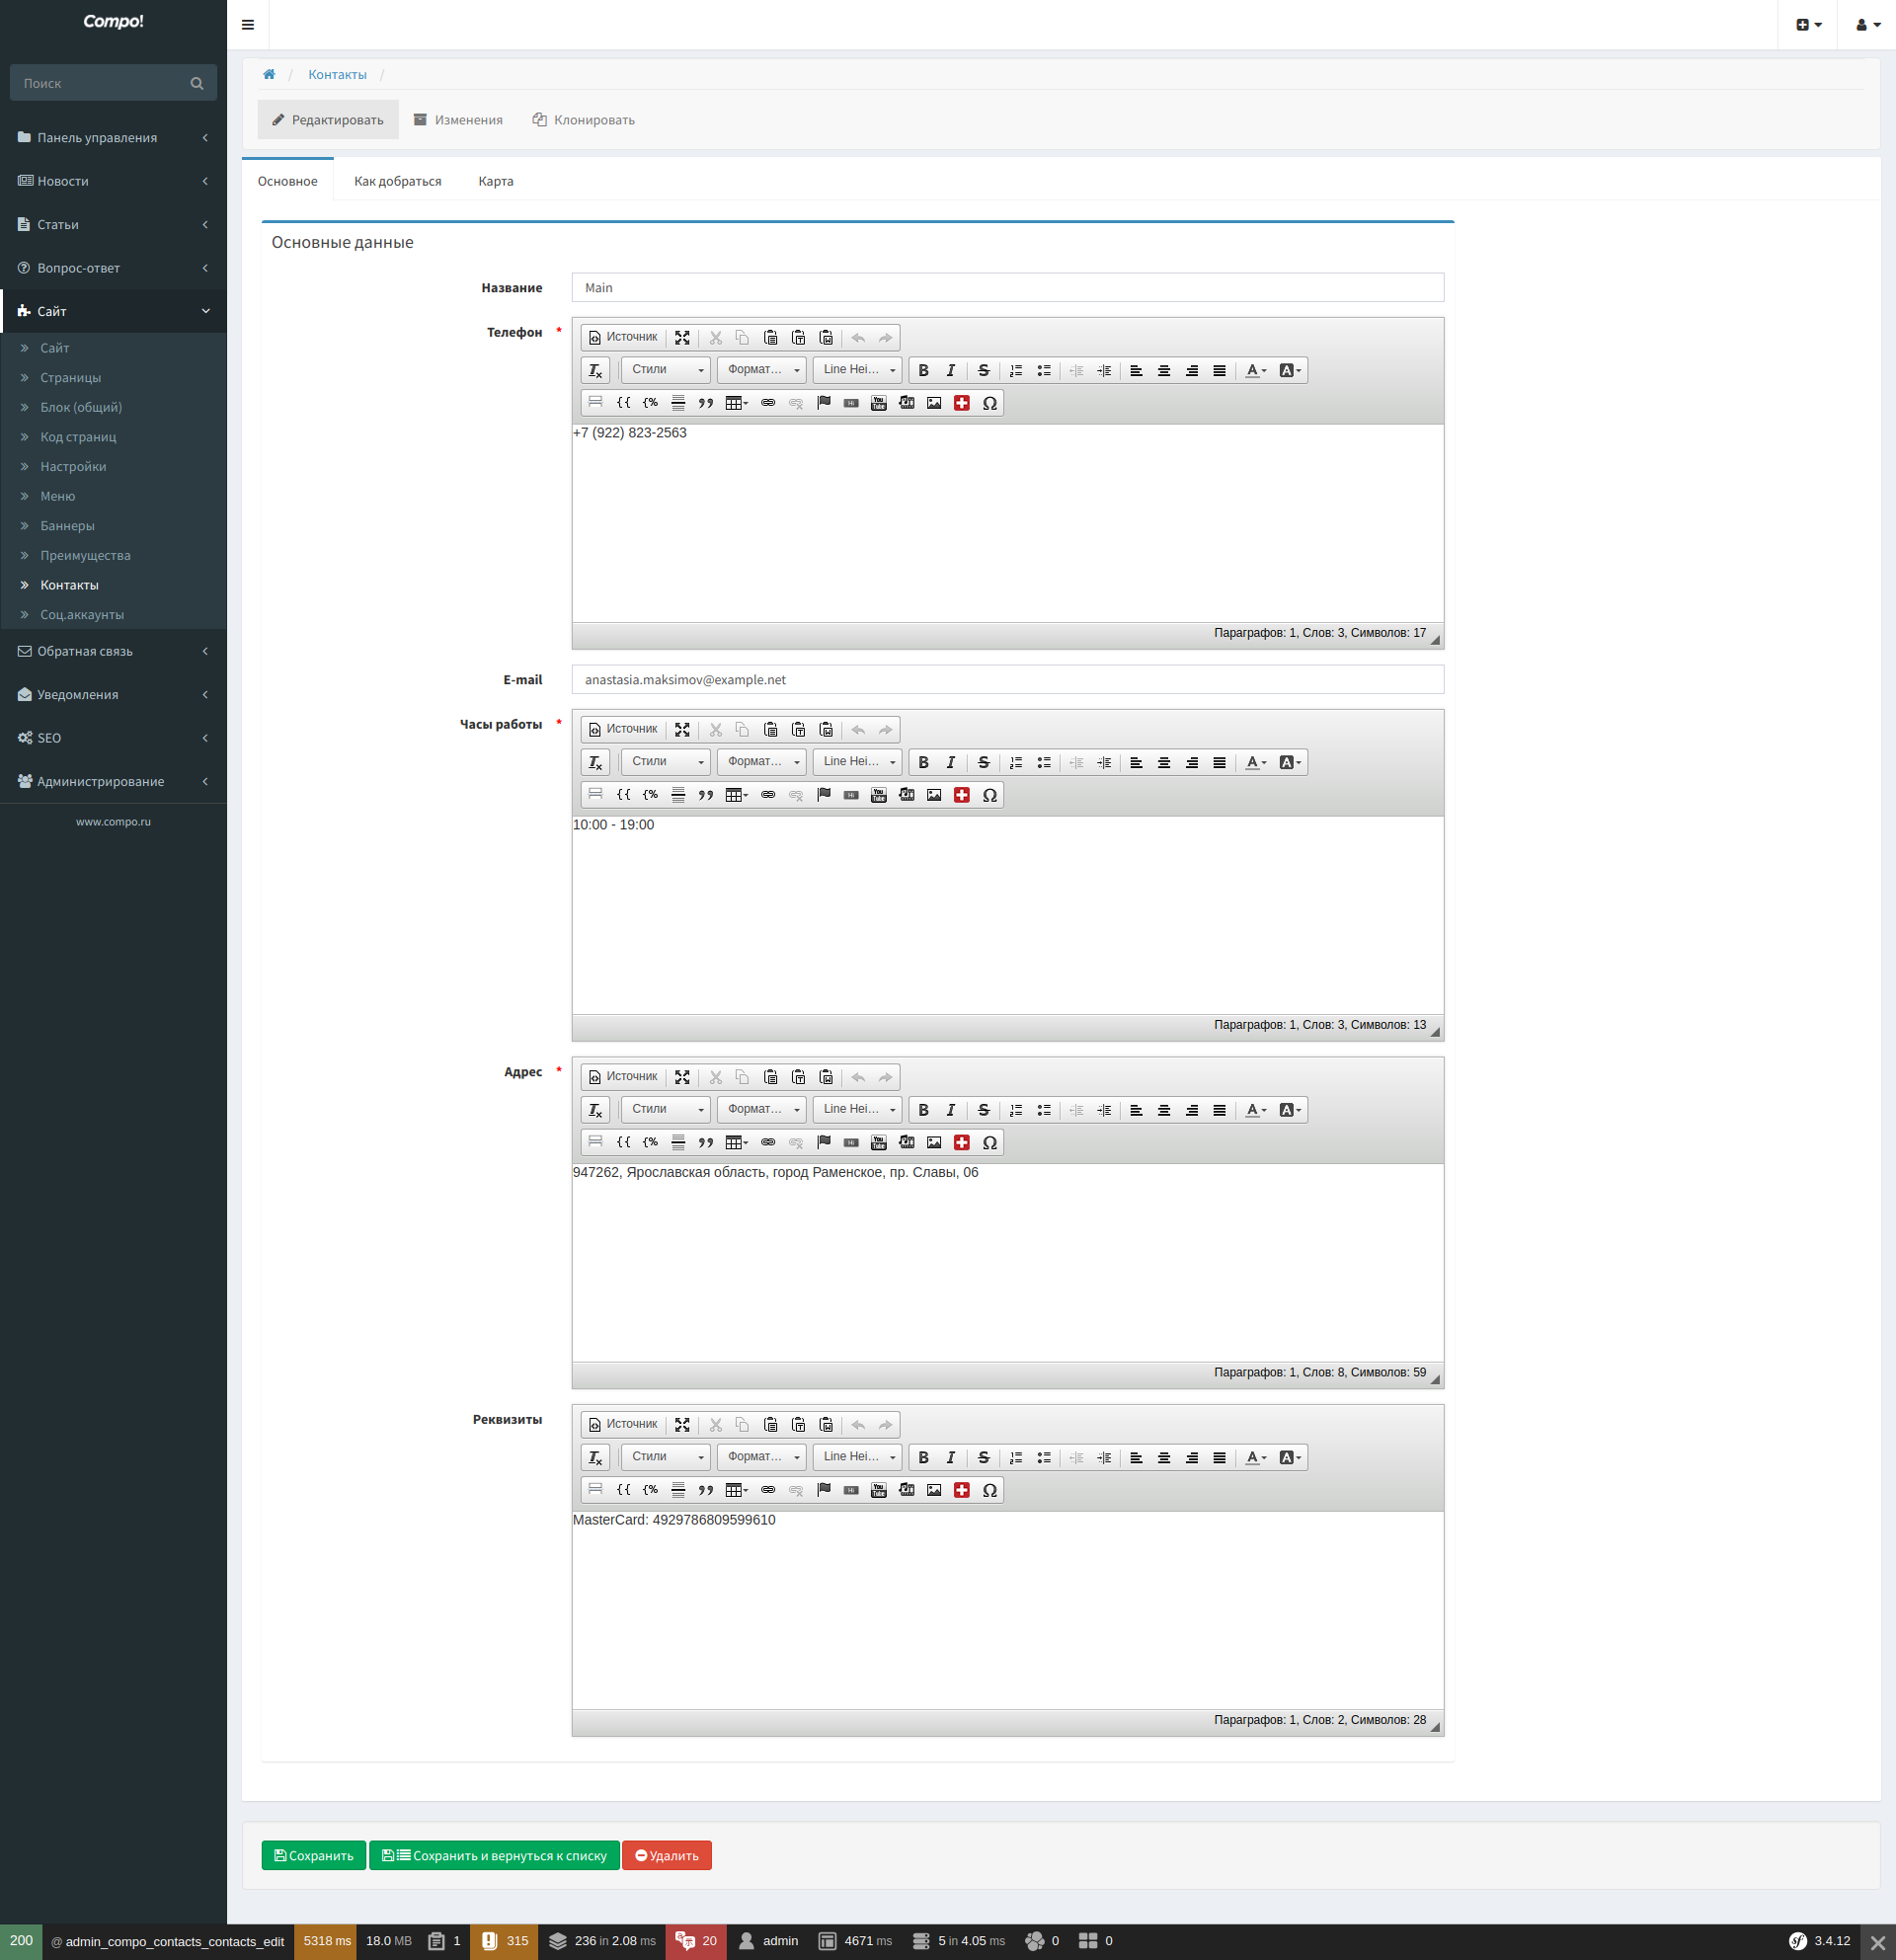 Compo!
Поиск
Панель управления
Новости
Статьи
Вопрос-ответ
Сайт
Сайт
Страницы
Блок (общий)
Код страниц
Настройки
Меню
Баннеры
Преимущества
Контакты
Соц.аккаунты
Обратная связь
Уведомления
SEO
Администрирование
www.compo.ru
/ Контакты /
Редактировать Изменения Клонировать
Основное Как добраться Карта
Основные данные
Название Main
Телефон *
Источник
Стили Формат... Line Hei...
+7 (922) 823-2563
Параграфов: 1, Слов: 3, Символов: 17
E-mail anastasia.maksimov@example.net
Часы работы *
Источник
Стили Формат... Line Hei...
10:00 - 19:00
Параграфов: 1, Слов: 3, Символов: 13
Адрес *
Источник
Стили Формат... Line Hei...
947262, Ярославская область, город Раменское, пр. Славы, 06
Параграфов: 1, Слов: 8, Символов: 59
Реквизиты
Источник
Стили Формат... Line Hei...
MasterCard: 4929786809599610
Параграфов: 1, Слов: 2, Символов: 28
Сохранить Сохранить и вернуться к списку Удалить
200 @ admin_compo_contacts_contacts_edit 5318 ms 18.0 MB 1 315 236 in 2.08 ms 20 admin 4671 ms 5 in 4.05 ms 0 0 3.4.12